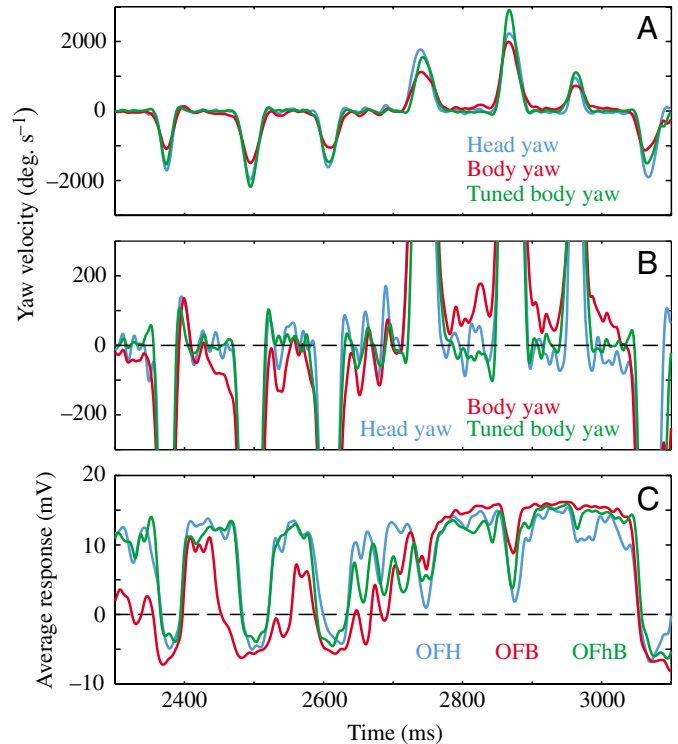 2000
0
−2000
A
Head yaw
Body yaw
Tuned body yaw
Yaw velocity (deg. s−1)
200
0
−200
B
Body yaw
Head yaw Tuned body yaw
20
10
0
−10
C
Average response (mV)
OFH OFB OFhB
2400 2600 2800 3000
Time (ms)